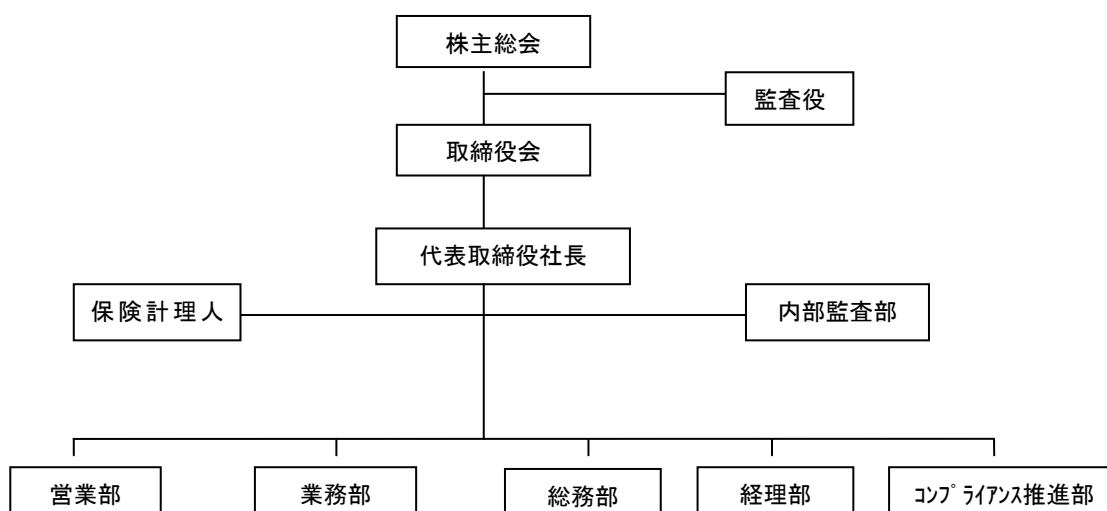 株主総会
監査役
取締役会
代表取締役社長
保険計理人
内部監査部
営業部
業務部
総務部
経理部
ｺﾝﾌﾟﾗｲｱﾝｽ推進部